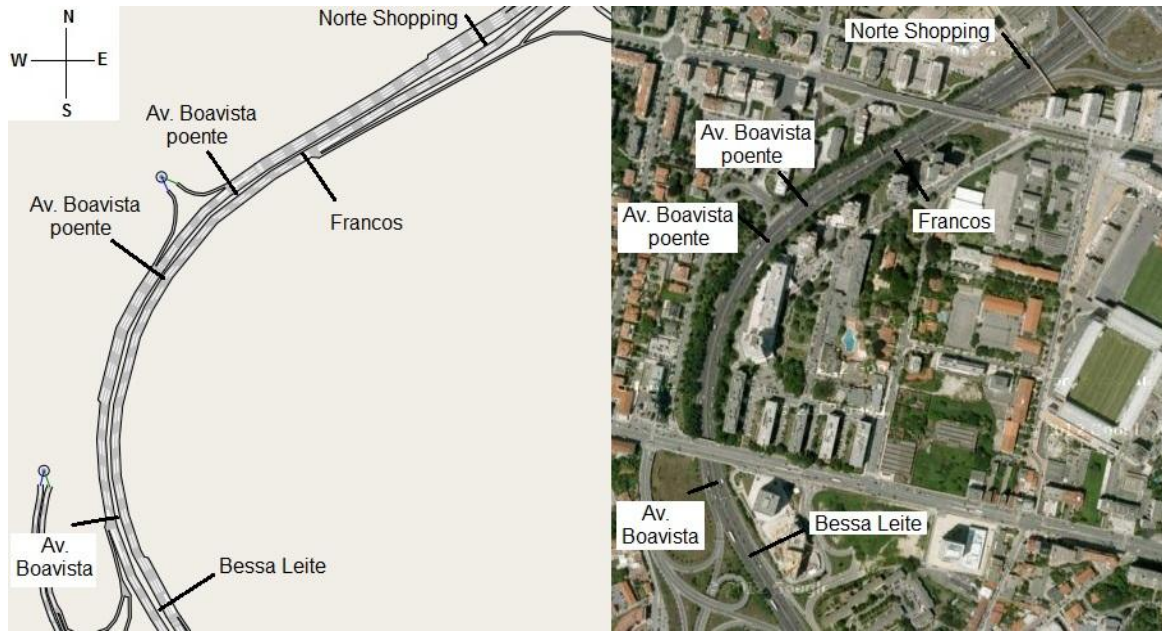 N
W
E
S
Norte Shopping
Av. Boavista
poente
Av. Boavista
poente
Francos
Av.
Boavista
Bessa Leite
Norte Shopping
Av. Boavista
poente
Av. Boavista
poente
Francos
Av.
Boavista
Bessa Leite